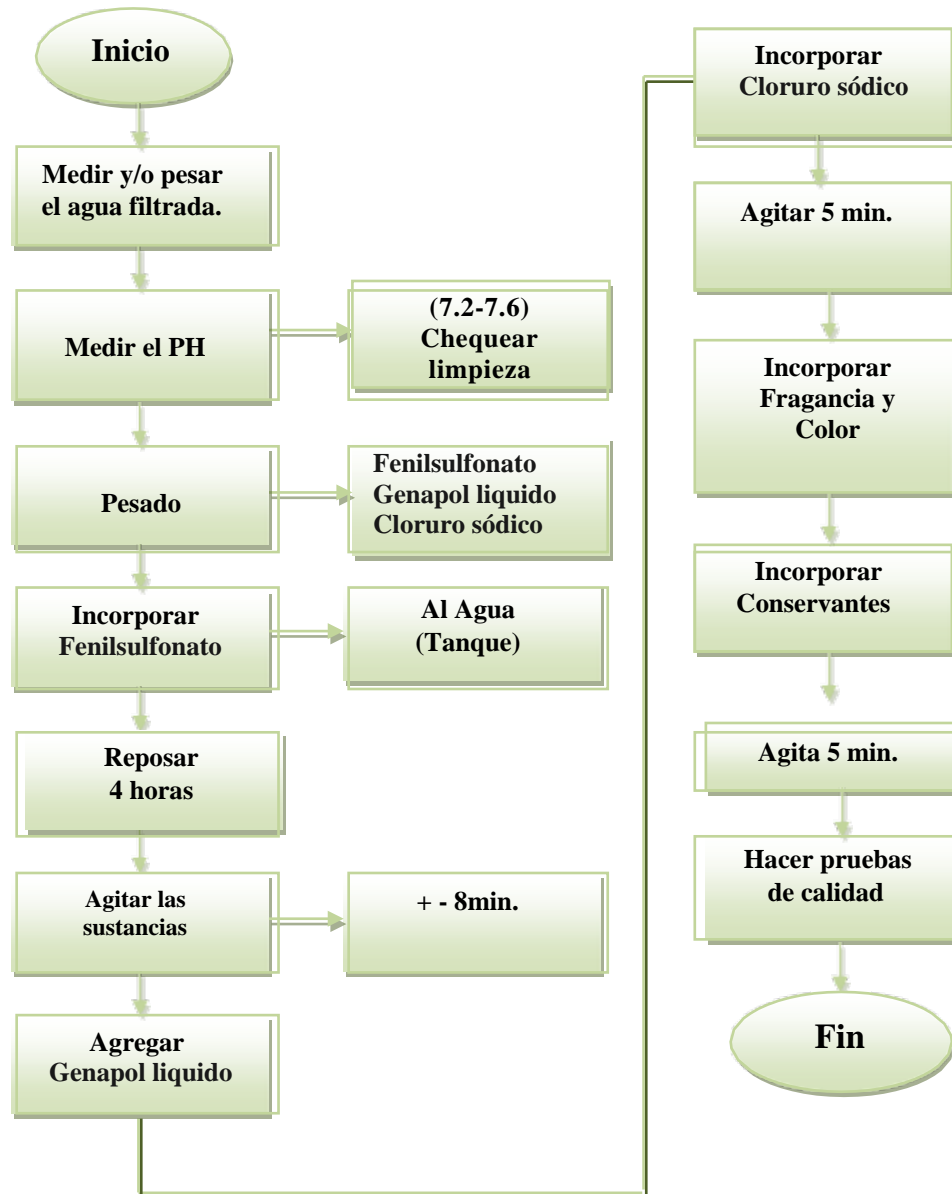 Inicio
Medir y/o pesar
el agua filtrada.
Medir el PH
(7.2-7.6)
Chequear
limpieza
Pesado
Fenilsulfonato
Genapol liquido
Cloruro sódico
Incorporar
Fenilsulfonato
Al Agua
(Tanque)
Reposar
4 horas
Agitar las
sustancias
+ - 8min.
Agregar
Genapol liquido
Incorporar
Cloruro sódico
Agitar 5 min.
Incorporar
Fragancia y
Color
Incorporar
Conservantes
Agita 5 min.
Hacer pruebas
de calidad
Fin